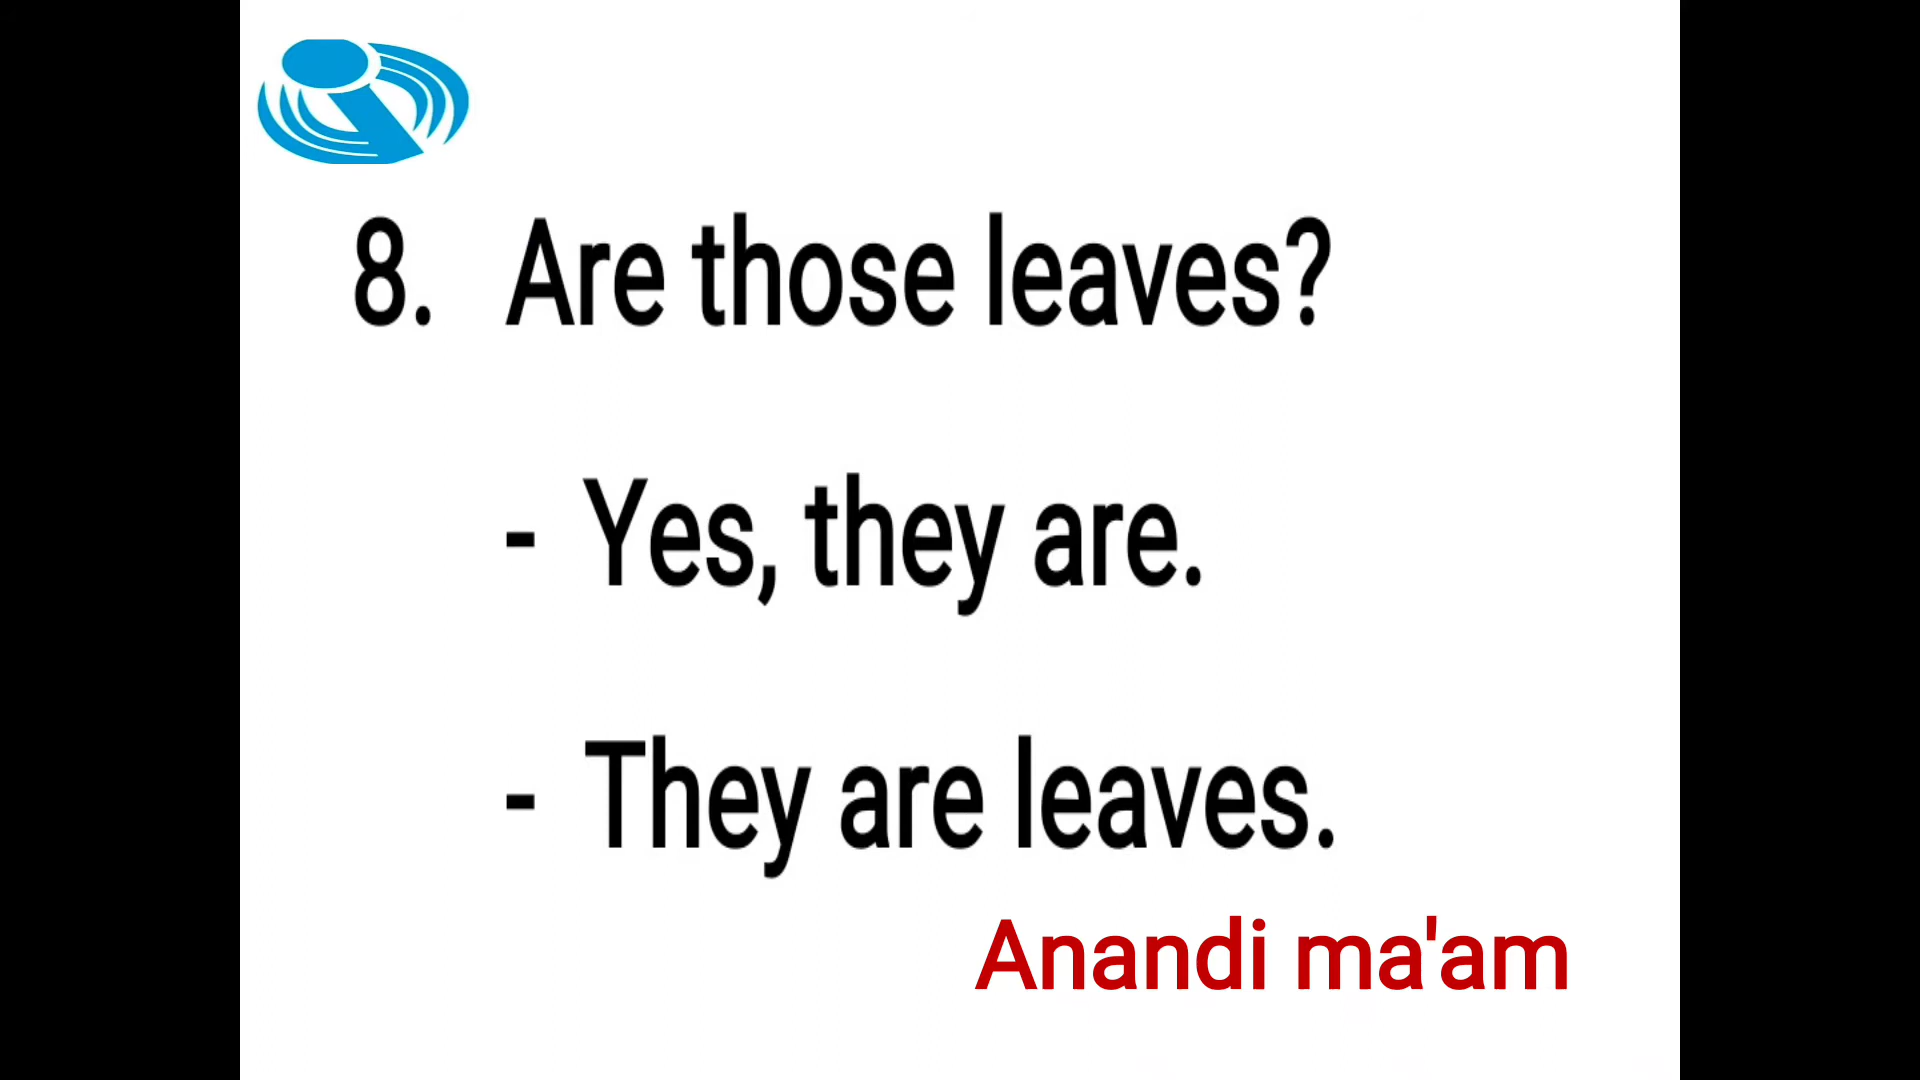 8. Are those leaves?
- Yes, they are.
- They are leaves.
Anandi ma'am